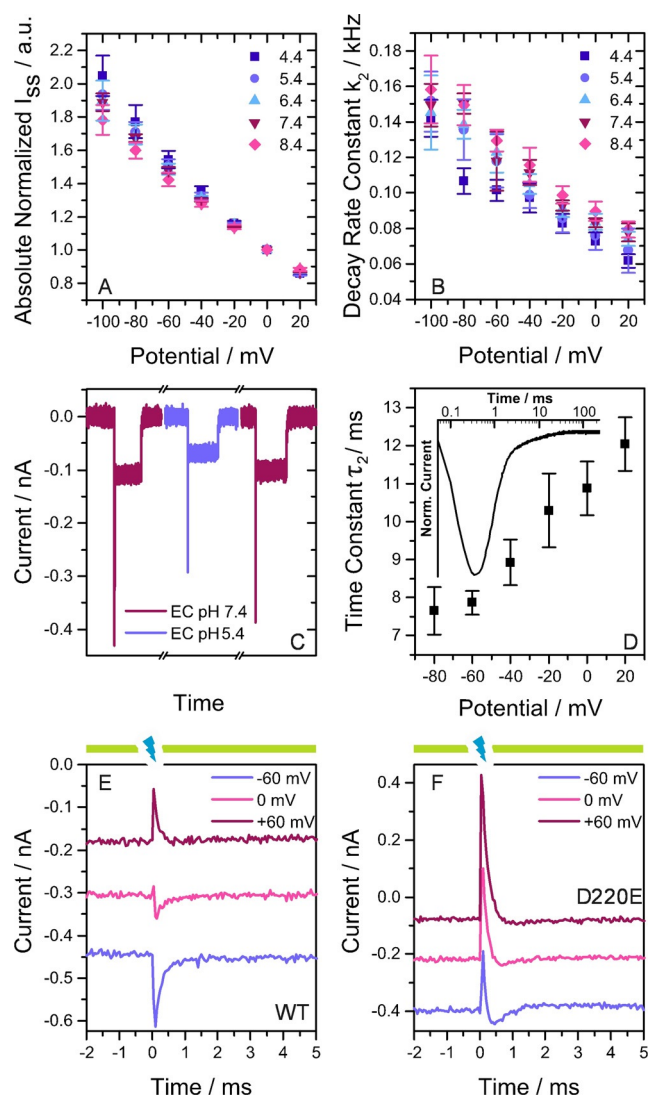 Absolute Normalized I_SS / a.u.
2.2
2.0
1.8
1.6
1.4
1.2
1.0
0.8
4.4
5.4
6.4
7.4
8.4
A
-100 -80 -60 -40 -20 0 20
Potential / mV
Decay Rate Constant k_2 / kHz
0.18
0.16
0.14
0.12
0.10
0.08
0.06
0.04
4.4
5.4
6.4
7.4
8.4
B
-100 -80 -60 -40 -20 0 20
Potential / mV
Current / nA
0.0
-0.1
-0.2
-0.3
-0.4
EC pH 7.4
EC pH 5.4
C
Time
Time Constant τ_2 / ms
13
12
11
10
9
8
7
6
Time / ms
0.1 1 10 100
Norm. Current
D
-80 -60 -40 -20 0 20
Potential / mV
Current / nA
0.0
-0.1
-0.2
-0.3
-0.4
-0.5
-0.6
E
-60 mV
0 mV
+60 mV
WT
-2 -1 0 1 2 3 4 5
Time / ms
Current / nA
0.4
0.2
0.0
-0.2
-0.4
F
-60 mV
0 mV
+60 mV
D220E
-2 -1 0 1 2 3 4 5
Time / ms